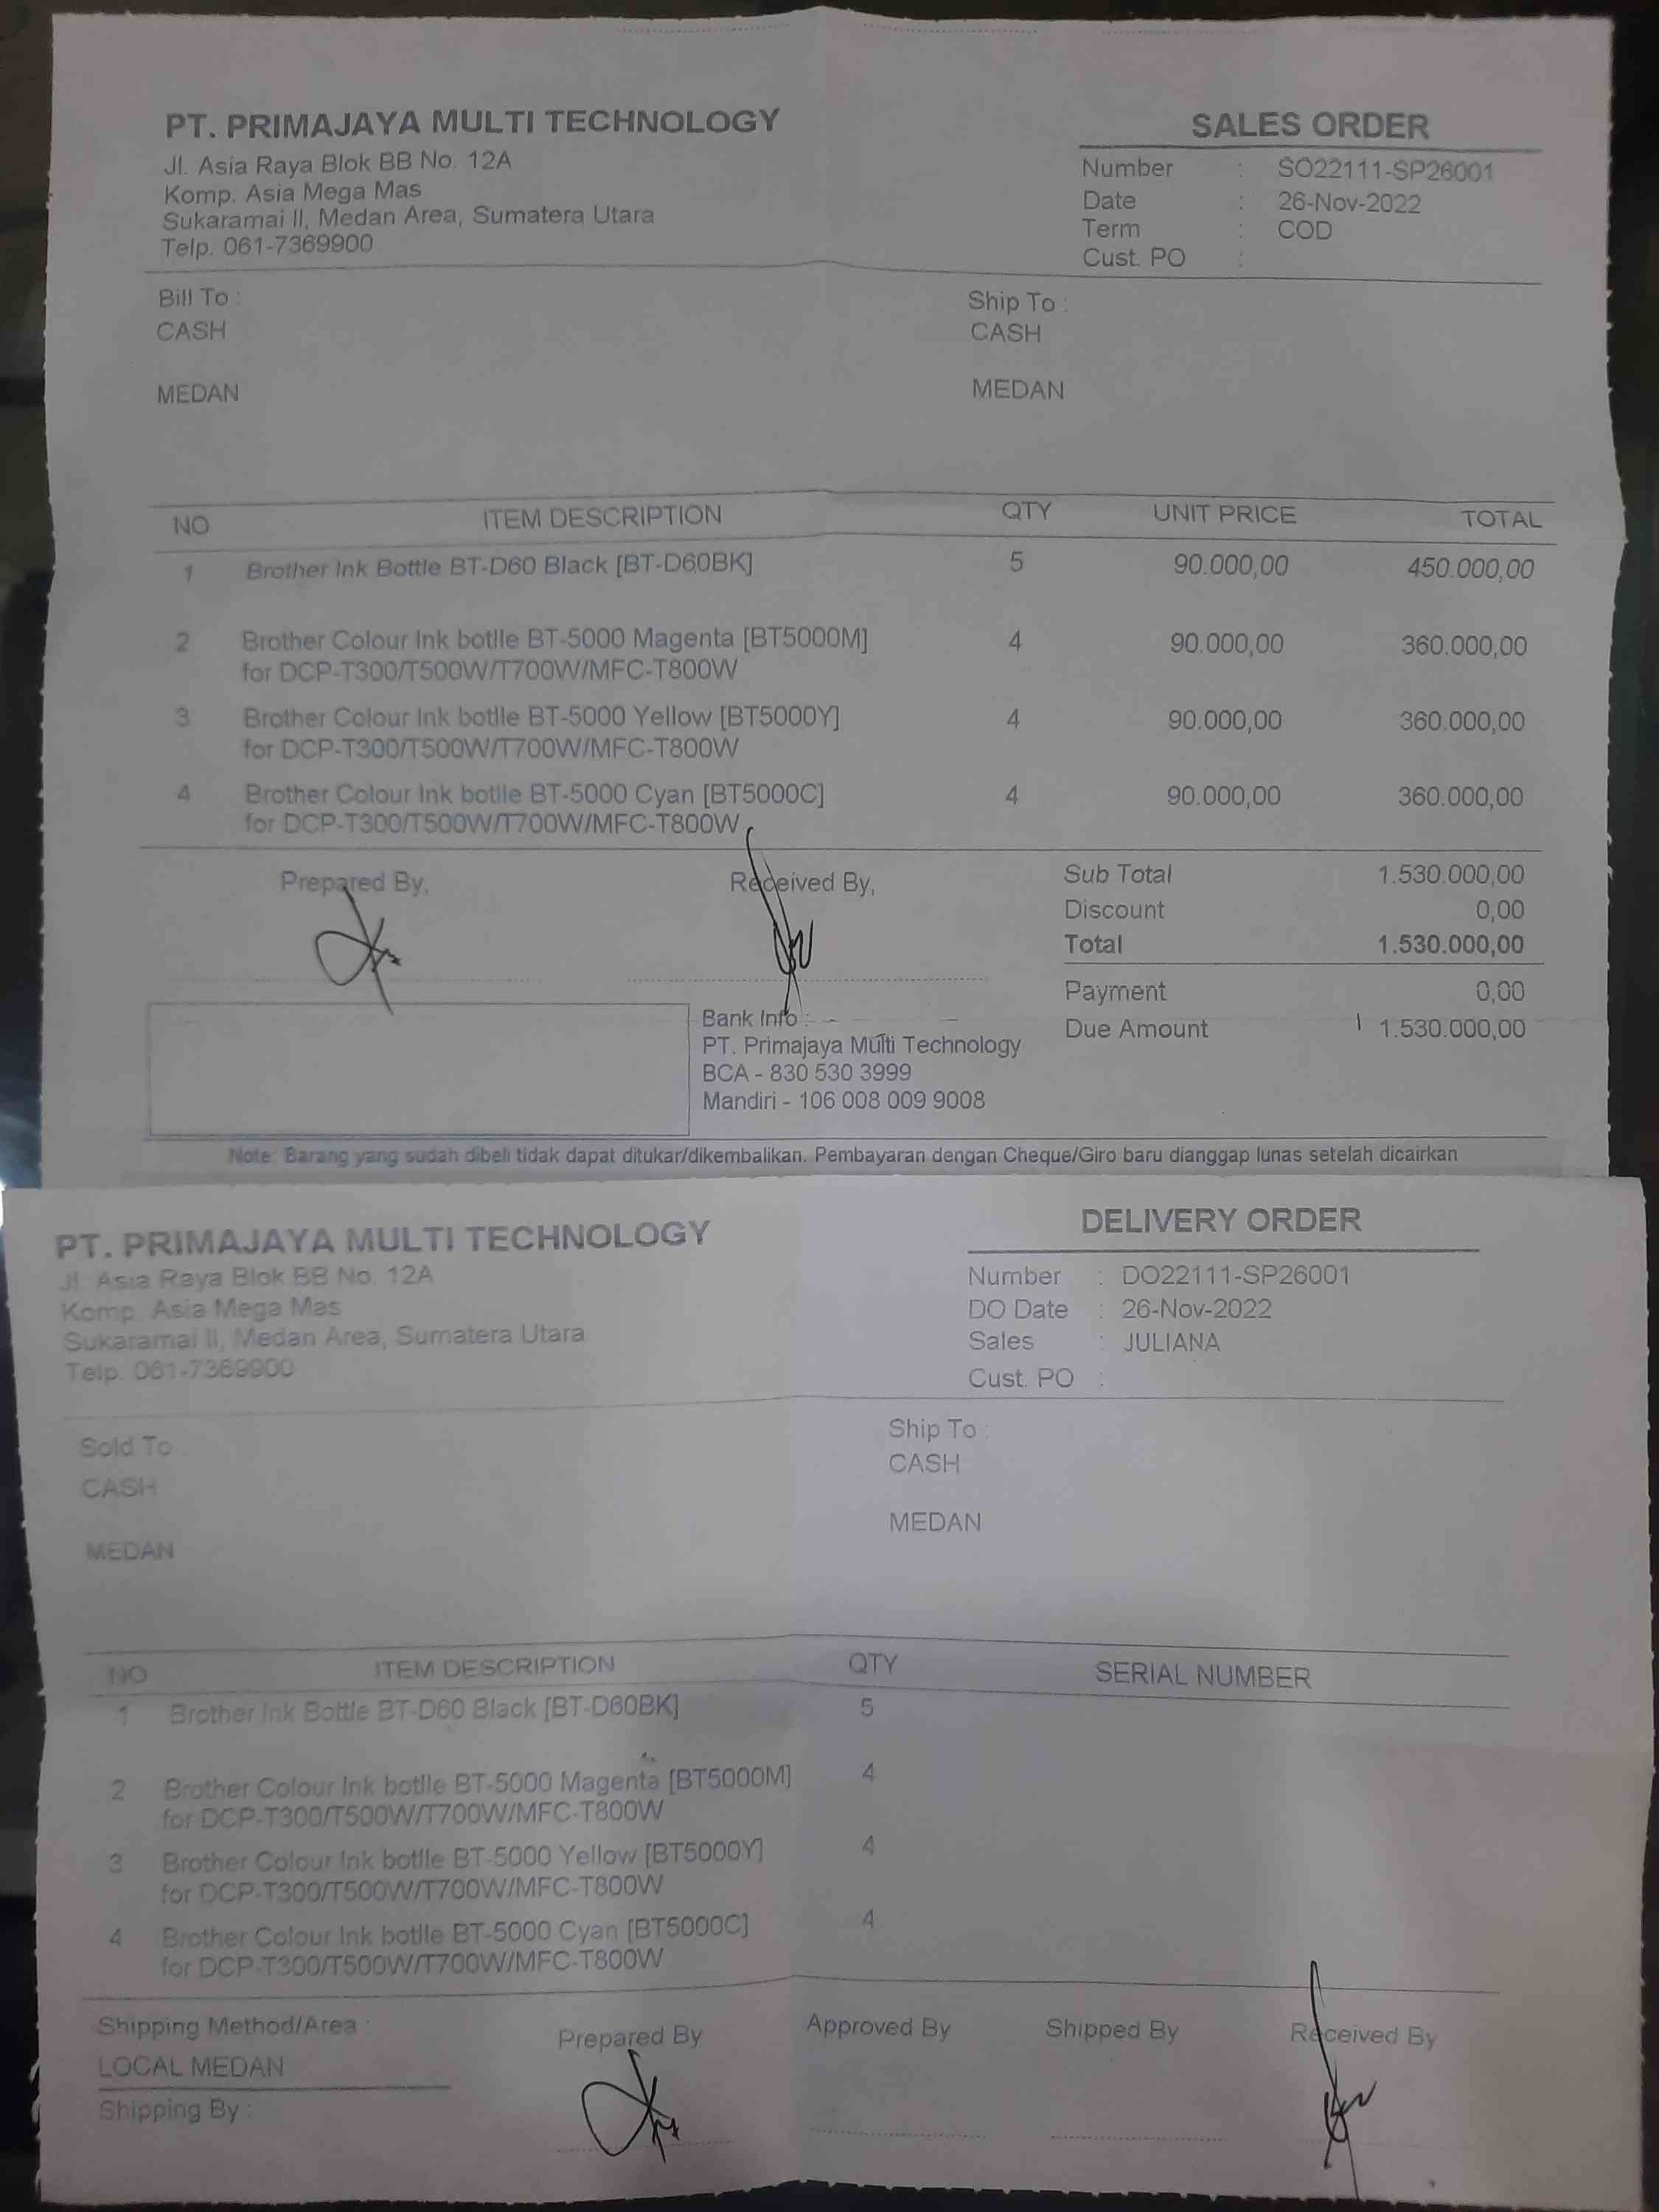 PT. PRIMAJAYA MULTI TECHNOLOGY
Jl. Asia Raya Blok BB No. 12A
Komp. Asia Mega Mas
Sukaramai II, Medan Area, Sumatera Utara
Telp. 061-7369900
SALES ORDER
Number : SO22111-SP26001
Date : 26-Nov-2022
Term : COD
Cust. PO :
Bill To :
CASH
MEDAN
Ship To :
CASH
MEDAN
NO ITEM DESCRIPTION QTY UNIT PRICE TOTAL
1 Brother Ink Bottle BT-D60 Black [BT-D60BK] 5 90.000,00 450.000,00
2 Brother Colour Ink botlle BT-5000 Magenta [BT5000M] 4 90.000,00 360.000,00
for DCP-T300/T500W/T700W/MFC-T800W
3 Brother Colour Ink botlle BT-5000 Yellow [BT5000Y] 4 90.000,00 360.000,00
for DCP-T300/T500W/T700W/MFC-T800W
4 Brother Colour Ink botlle BT-5000 Cyan [BT5000C] 4 90.000,00 360.000,00
for DCP-T300/T500W/T700W/MFC-T800W
Prepared By,
Received By,
Sub Total 1.530.000,00
Discount 0,00
Total 1.530.000,00
Payment 0,00
Due Amount 1.530.000,00
Bank Info :
PT. Primajaya Multi Technology
BCA - 830 530 3999
Mandiri - 106 008 009 9008
Note: Barang yang sudah dibeli tidak dapat ditukar/dikembalikan. Pembayaran dengan Cheque/Giro baru dianggap lunas setelah dicairkan
PT. PRIMAJAYA MULTI TECHNOLOGY
Jl. Asia Raya Blok BB No. 12A
Komp. Asia Mega Mas
Sukaramai II, Medan Area, Sumatera Utara
Telp. 061-7369900
DELIVERY ORDER
Number : DO22111-SP26001
DO Date : 26-Nov-2022
Sales : JULIANA
Cust. PO :
Sold To
CASH
MEDAN
Ship To :
CASH
MEDAN
NO ITEM DESCRIPTION QTY SERIAL NUMBER
1 Brother Ink Bottle BT-D60 Black [BT-D60BK] 5
2 Brother Colour Ink botlle BT-5000 Magenta [BT5000M] 4
for DCP-T300/T500W/T700W/MFC-T800W
3 Brother Colour Ink botlle BT-5000 Yellow [BT5000Y] 4
for DCP-T300/T500W/T700W/MFC-T800W
4 Brother Colour Ink botlle BT-5000 Cyan [BT5000C] 4
for DCP-T300/T500W/T700W/MFC-T800W
Shipping Method/Area :
LOCAL MEDAN
Shipping By :
Prepared By
Approved By
Shipped By
Received By